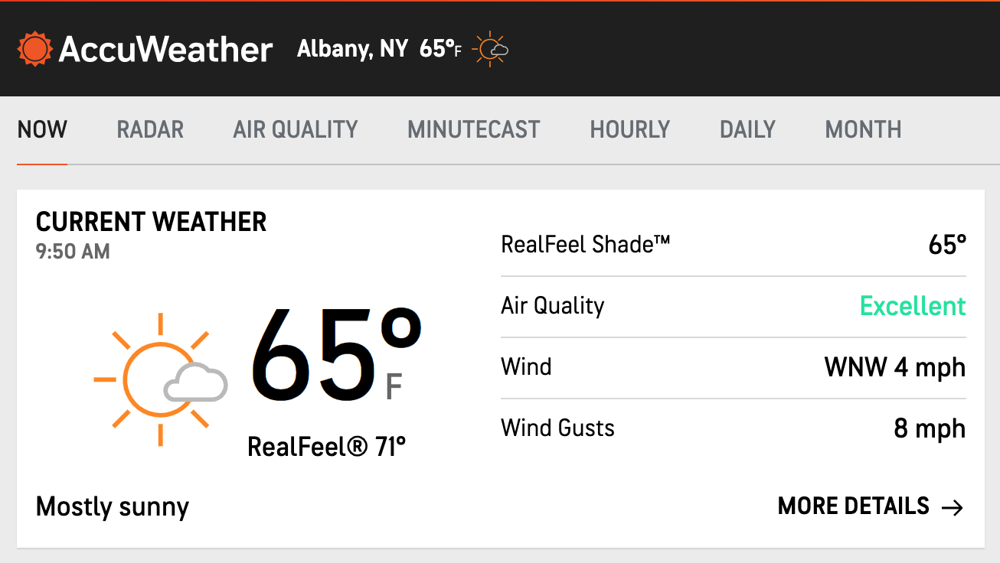 AccuWeather Albany, NY 65°F
NOW RADAR AIR QUALITY MINUTECAST HOURLY DAILY MONTH
CURRENT WEATHER
9:50 AM
65°F
RealFeel® 71°
Mostly sunny
RealFeel Shade™ 65°
Air Quality Excellent
Wind WNW 4 mph
Wind Gusts 8 mph
MORE DETAILS →